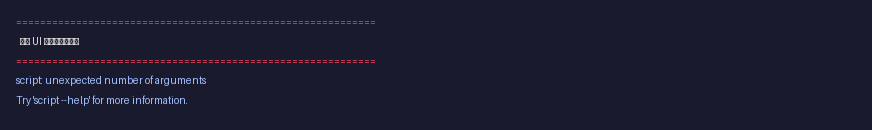 ============================================================
UI
============================================================
script: unexpected number of arguments
Try 'script --help' for more information.